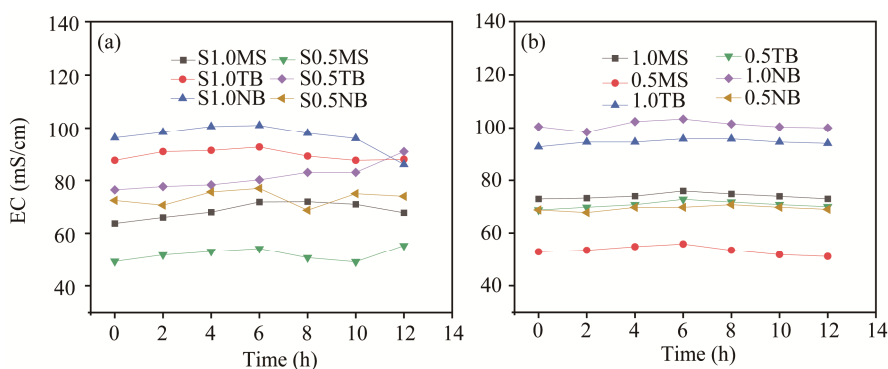 (a)
S1.0MS S0.5MS
S1.0TB S0.5TB
S1.0NB S0.5NB
EC (mS/cm)
140
120
100
80
60
40
0 2 4 6 8 10 12 14
Time (h)
(b)
1.0MS 0.5TB
0.5MS 1.0NB
1.0TB 0.5NB
140
120
100
80
60
40
0 2 4 6 8 10 12 14
Time (h)